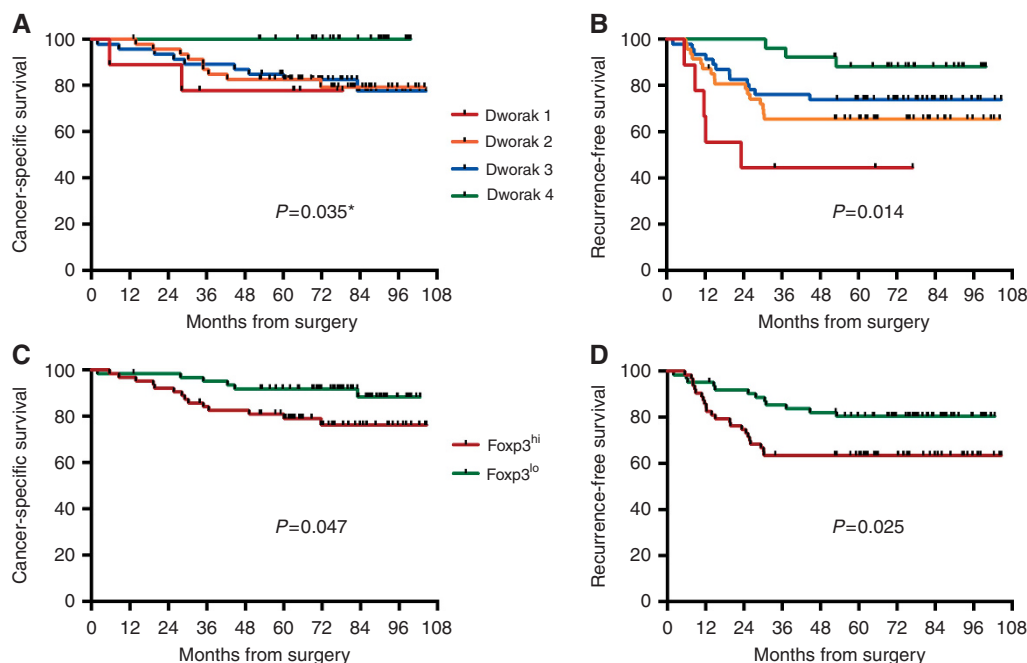 A
Cancer-specific survival
100
80
60
40
20
0
P=0.035*
0 12 24 36 48 60 72 84 96 108
Months from surgery
Dworak 1
Dworak 2
Dworak 3
Dworak 4
B
Recurrence-free survival
100
80
60
40
20
0
P=0.014
0 12 24 36 48 60 72 84 96 108
Months from surgery
C
Cancer-specific survival
100
80
60
40
20
0
P=0.047
0 12 24 36 48 60 72 84 96 108
Months from surgery
Foxp3hi
Foxp3lo
D
Recurrence-free survival
100
80
60
40
20
0
P=0.025
0 12 24 36 48 60 72 84 96 108
Months from surgery